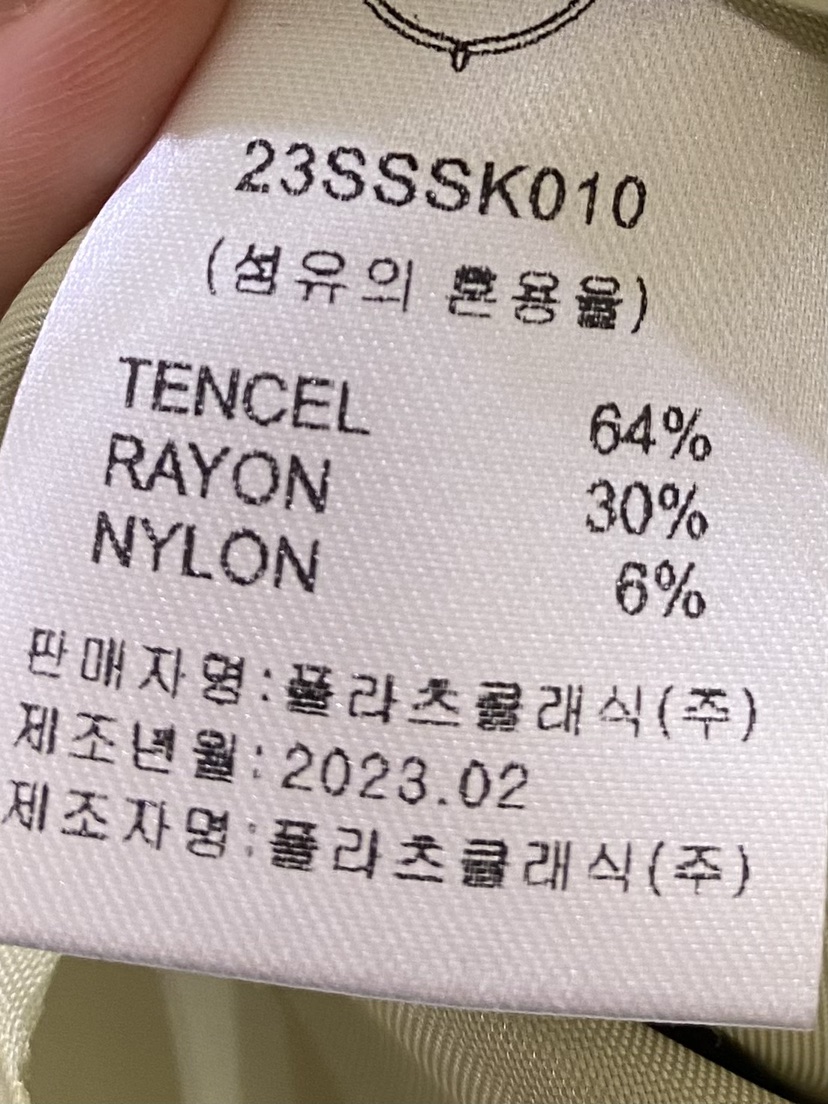 23SSSK010
(섬유의 혼용율)
TENCEL 64%
RAYON 30%
NYLON 6%
판매자명:플라츠클래식(주)
제조년월:2023.02
제조자명:플라츠클래식(주)